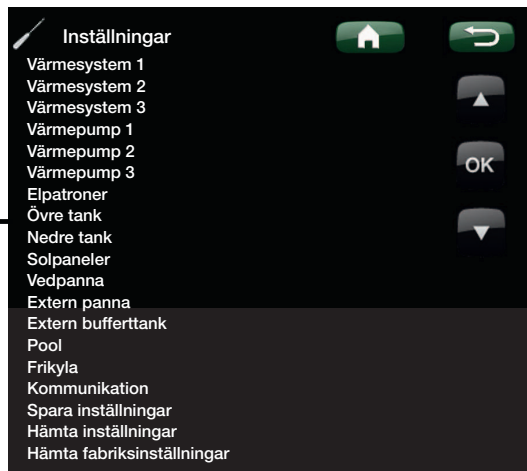 Inställningar
Värmesystem 1
Värmesystem 2
Värmesystem 3
Värmepump 1
Värmepump 2
Värmepump 3
Elpatroner
Övre tank
Nedre tank
Solpaneler
Vedpanna
Extern panna
Extern bufferttank
Pool
Frikyla
Kommunikation
Spara inställningar
Hämta inställningar
Hämta fabriksinställningar
OK